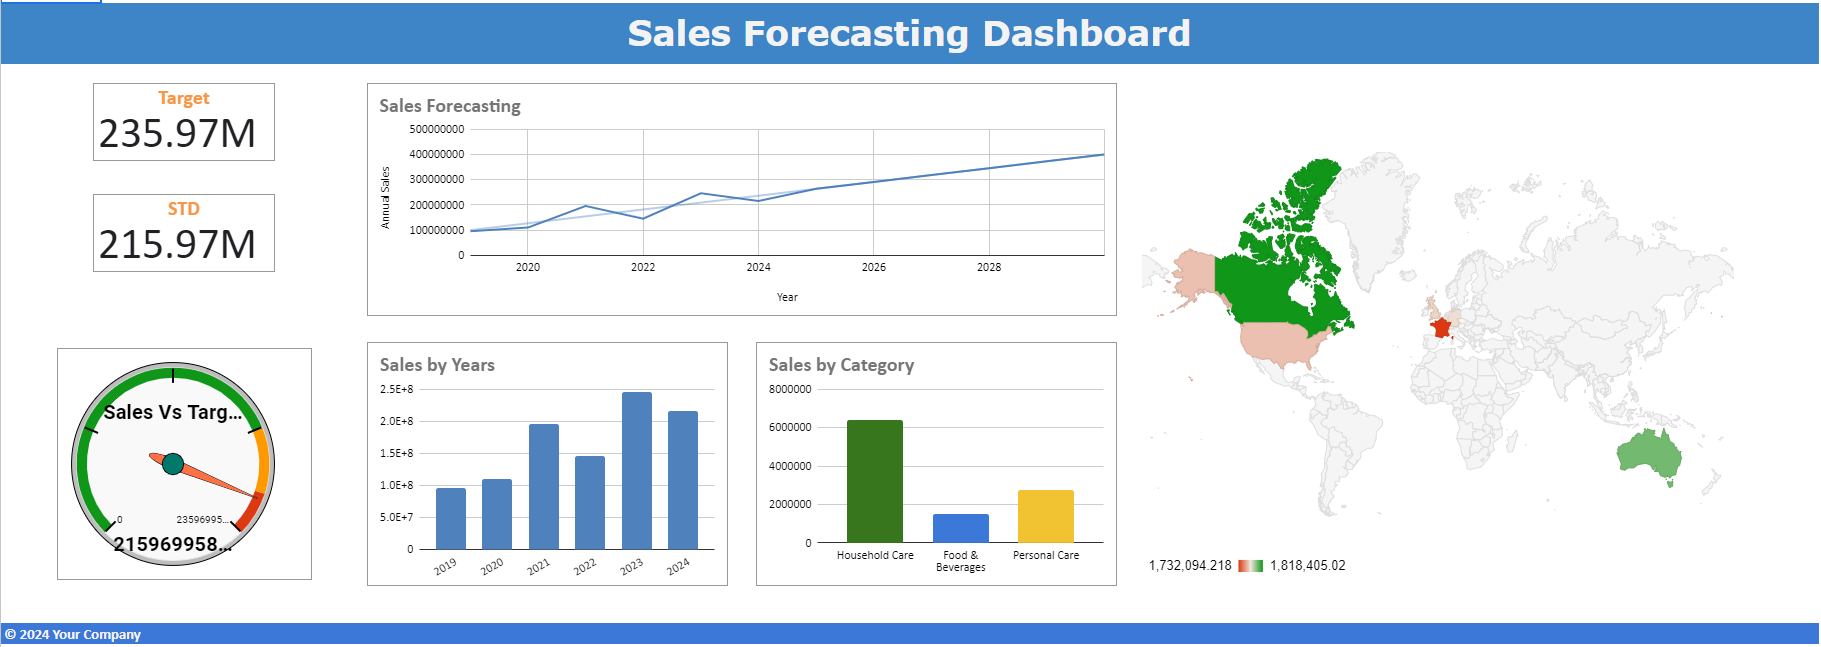 Sales Forecasting Dashboard
Target
235.97M
STD
215.97M
Sales Forecasting
500000000
400000000
300000000
200000000
100000000
0
Annual Sales
2020
2022
2024
2026
2028
Year
Sales Vs Targ...
0
23596995...
215969958...
Sales by Years
2.5E+8
2.0E+8
1.5E+8
1.0E+8
5.0E+7
0
2019
2020
2021
2022
2023
2024
Sales by Category
8000000
6000000
4000000
2000000
0
Household Care
Food &
Beverages
Personal Care
1,732,094.218
1,818,405.02
© 2024 Your Company